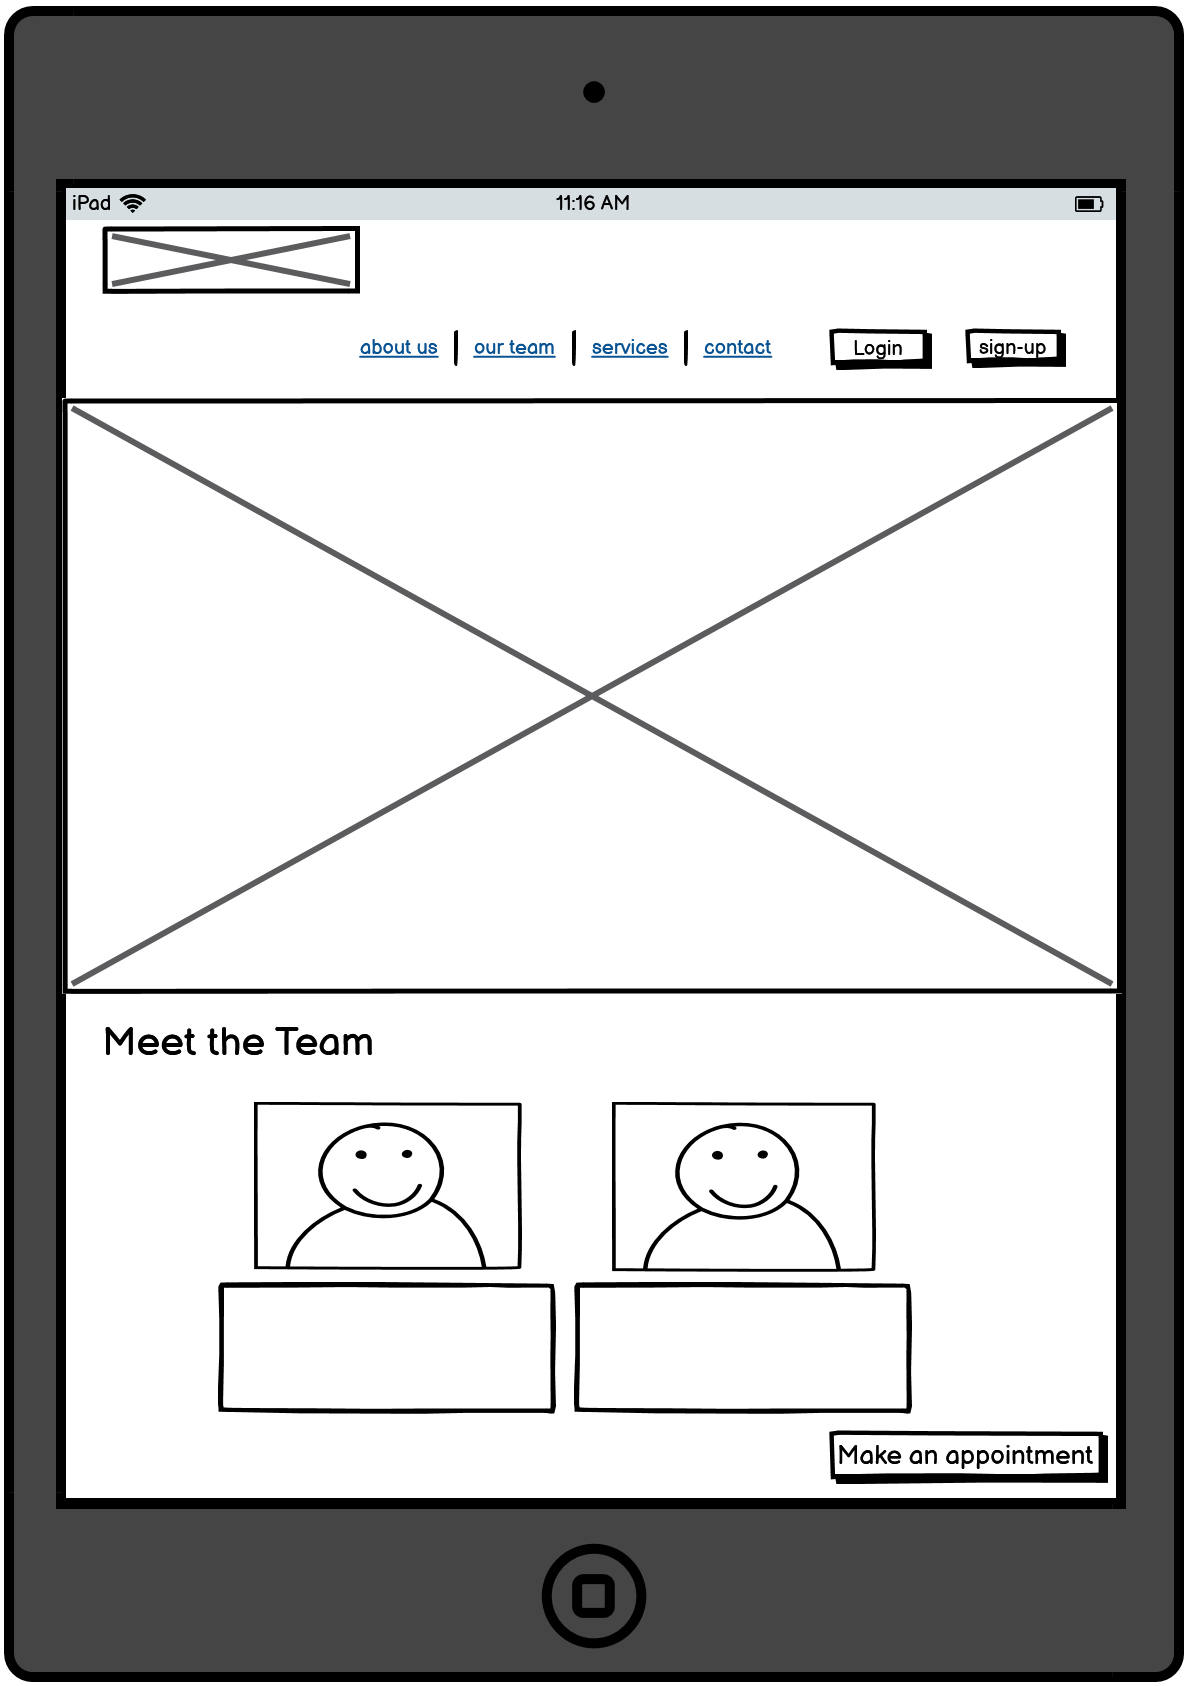 iPad 11:16 AM
about us our team services contact Login sign-up
Meet the Team
Make an appointment